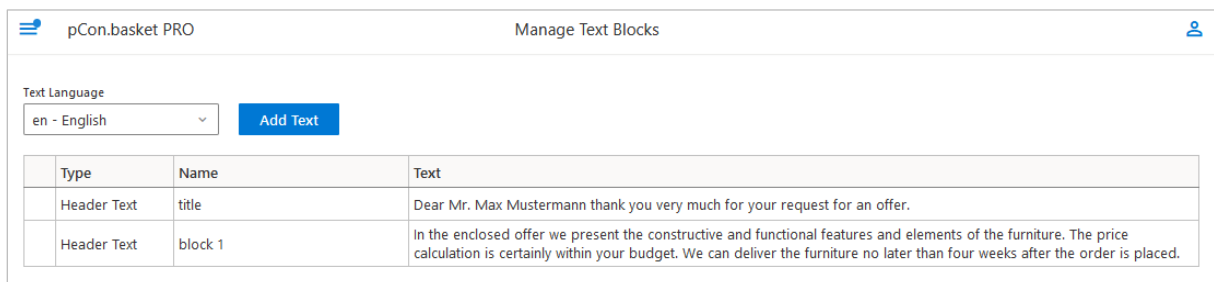 pCon.basket PRO
Manage Text Blocks
Text Language
en - English
Add Text
Type Name Text
Header Text title Dear Mr. Max Mustermann thank you very much for your request for an offer.
Header Text block 1 In the enclosed offer we present the constructive and functional features and elements of the furniture. The price
calculation is certainly within your budget. We can deliver the furniture no later than four weeks after the order is placed.